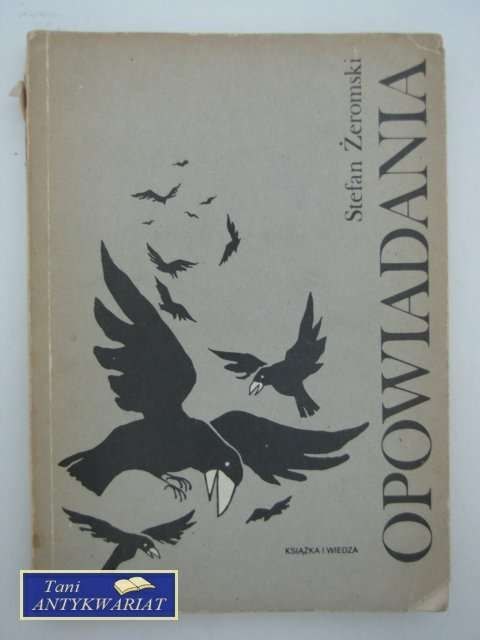 Stefan Żeromski
OPOWIADANIA
KSIĄŻKA I WIEDZA
Tani
ANTYKWARIAT